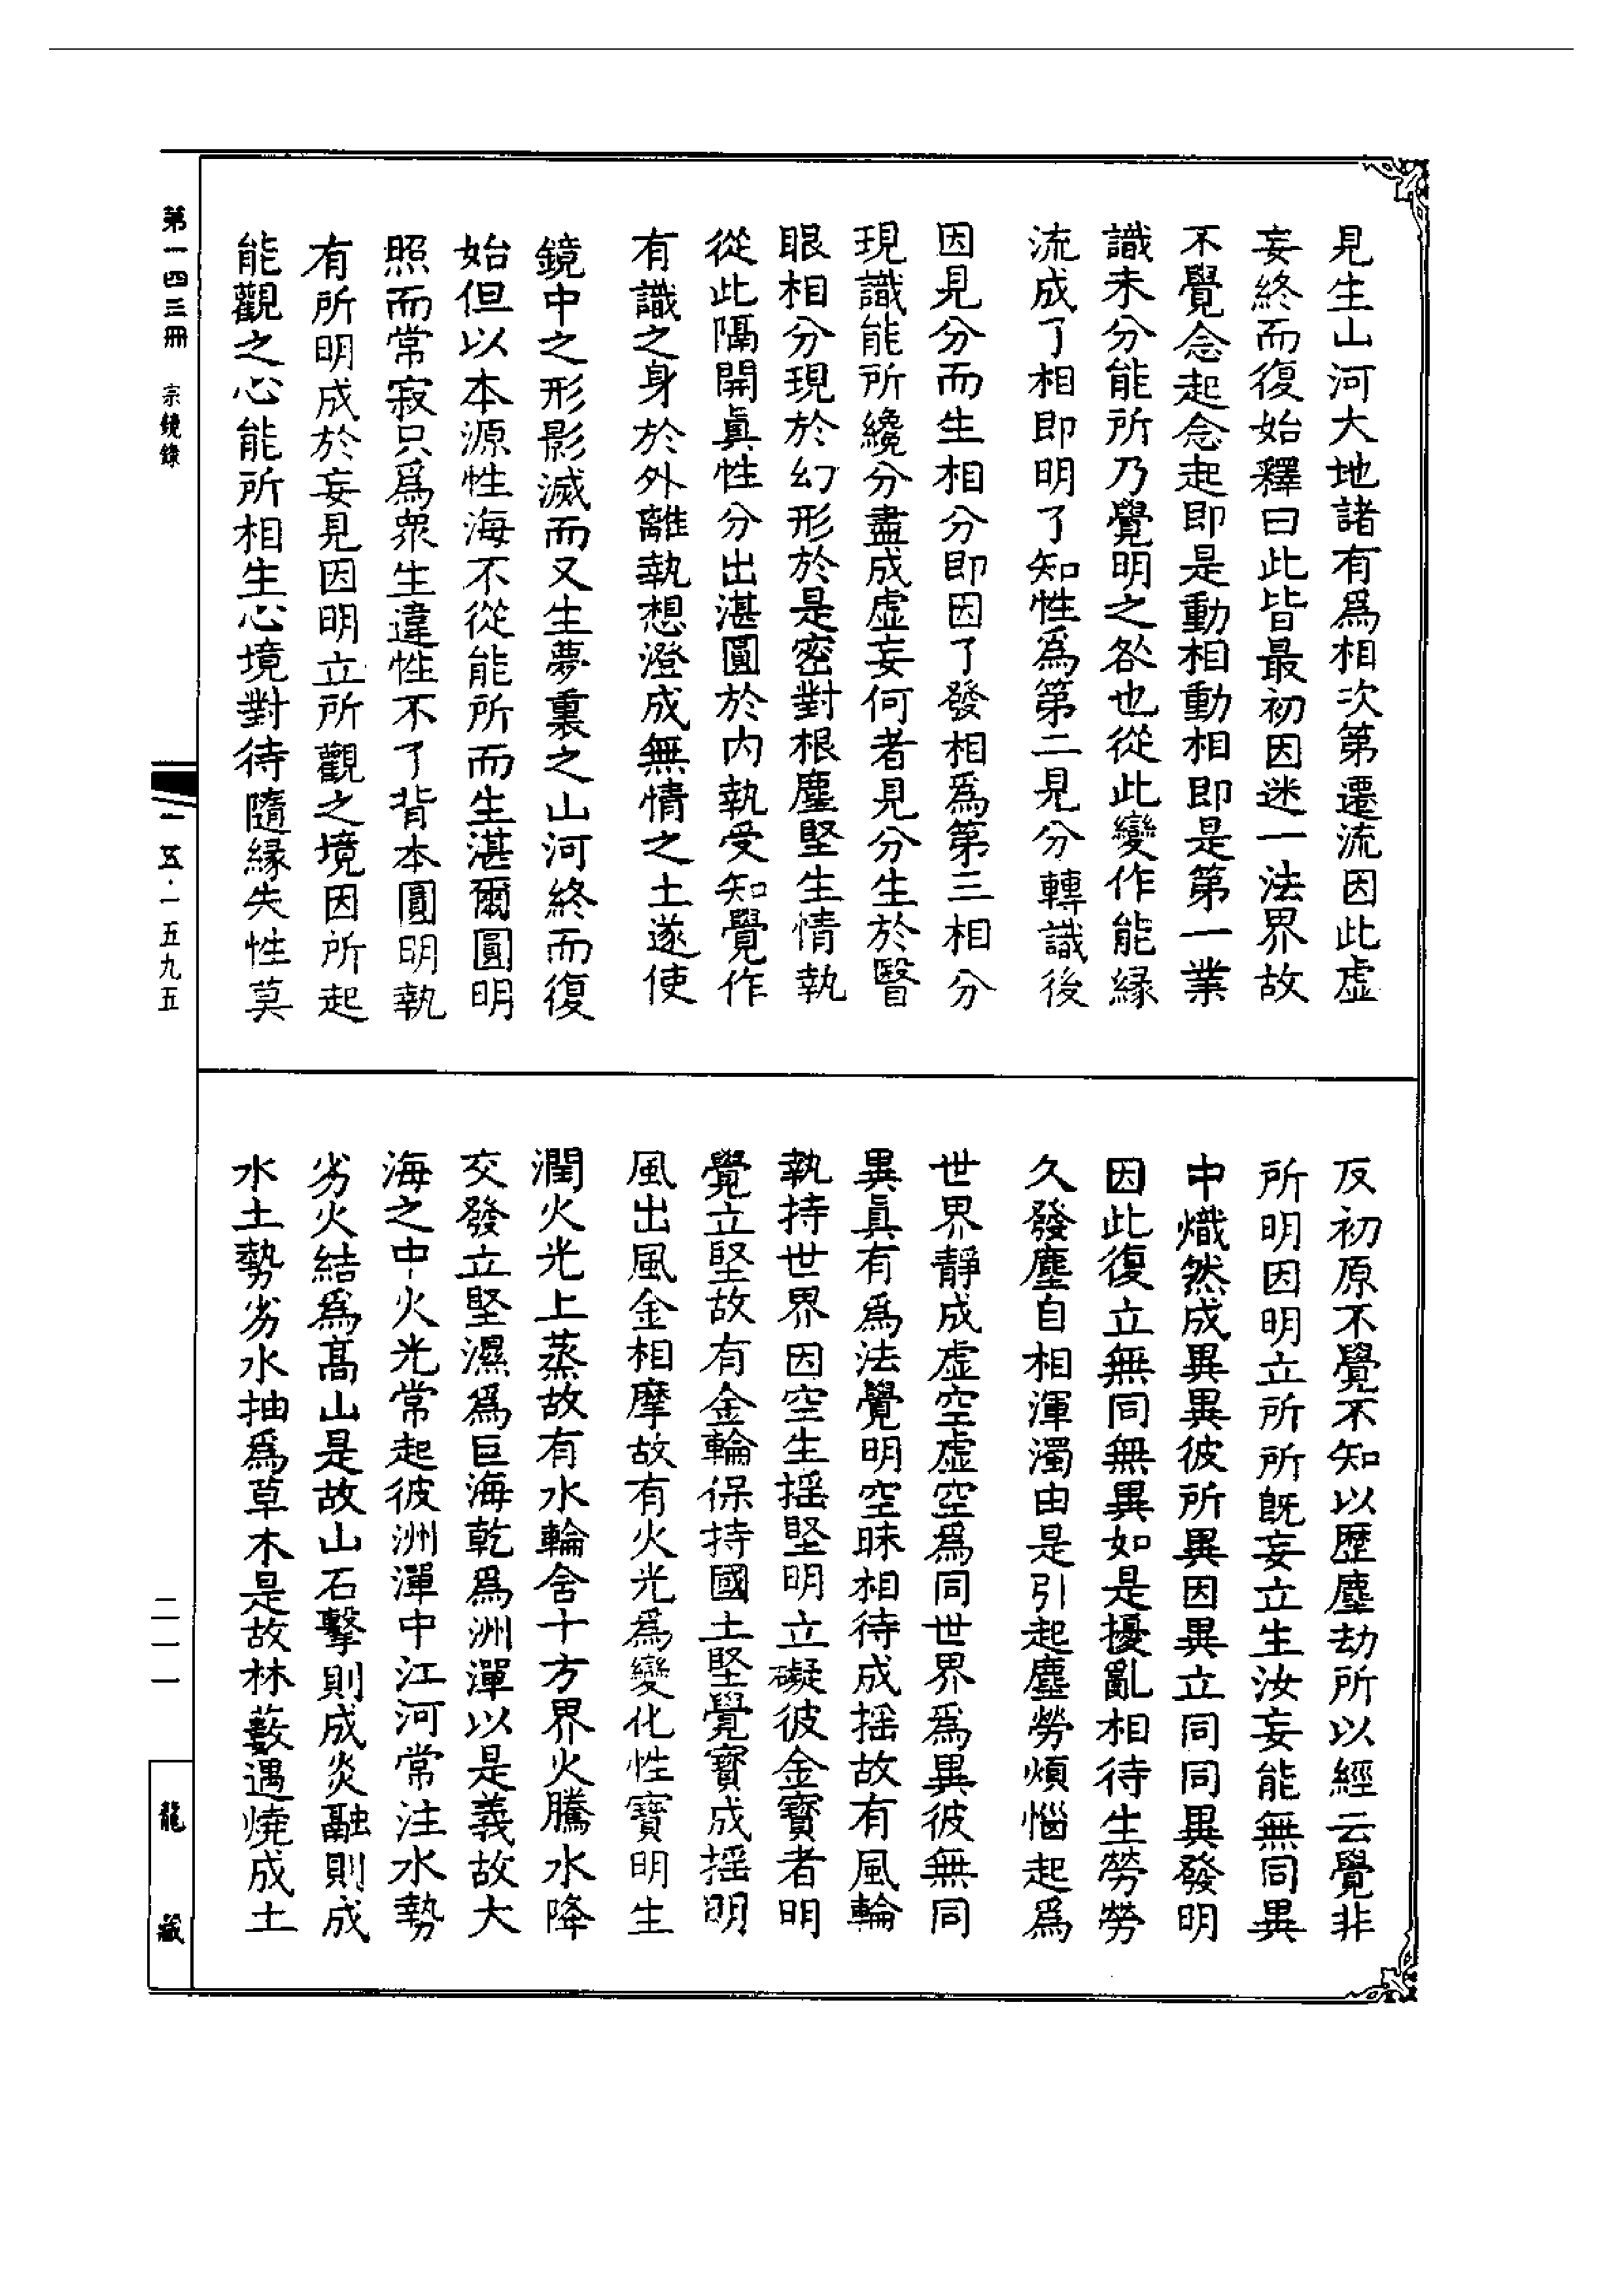 見生山河大地諸有爲相次第遷流因此虛
妄終而復始釋曰此皆最初因迷一法界故
不覺念起念起即是動相動相即是第一業
識未分能所乃覺明之咎也從此變作能緣
流成了相即明了知性爲第二見分轉識後
因見分而生相分即因了發相爲第三相分
現識能所纔分盡成虛妄何者見分生於翳
眼相分現於幻形於是密對根塵堅生情執
從此隔開眞性分出湛圓於內執受知覺作
有識之身於外離執想澄成無情之土遂使
鏡中之形影滅而又生夢裏之山河終而復
始但以本源性海不從能所而生湛爾圓明
照而常寂只爲衆生違性不了背本圓明執
有所明成於妄見因明立所觀之境因所起
能觀之心能所相生心境對待隨緣失性莫
反初原不覺不知以歷塵劫所以經云覺非
所明因明立所所旣妄立生汝妄能無同異
中熾然成異異彼所異因異立同同異發明
因此復立無同無異如是擾亂相待生勞勞
久發塵自相渾濁由是引起塵勞煩惱起爲
世界靜成虛空虛空爲同世界爲異彼無同
異眞有爲法覺明空昧相待成搖故有風輪
執持世界因空生搖堅明立礙彼金寶者明
覺立堅故有金輪保持國土堅覺寶成搖明
風出風金相摩故有火光爲變化性寶明生
潤火光上蒸故有水輪含十方界火騰水降
交發立堅濕爲巨海乾爲洲潬以是義故大
海之中火光常起彼洲潬中江河常注水勢
劣火結爲高山是故山石擊則成炎融則成
水土勢劣水抽爲草木是故林藪遇燒成土
第一四三冊 宗鏡錄
一一五·一五九五
二一一
龍藏